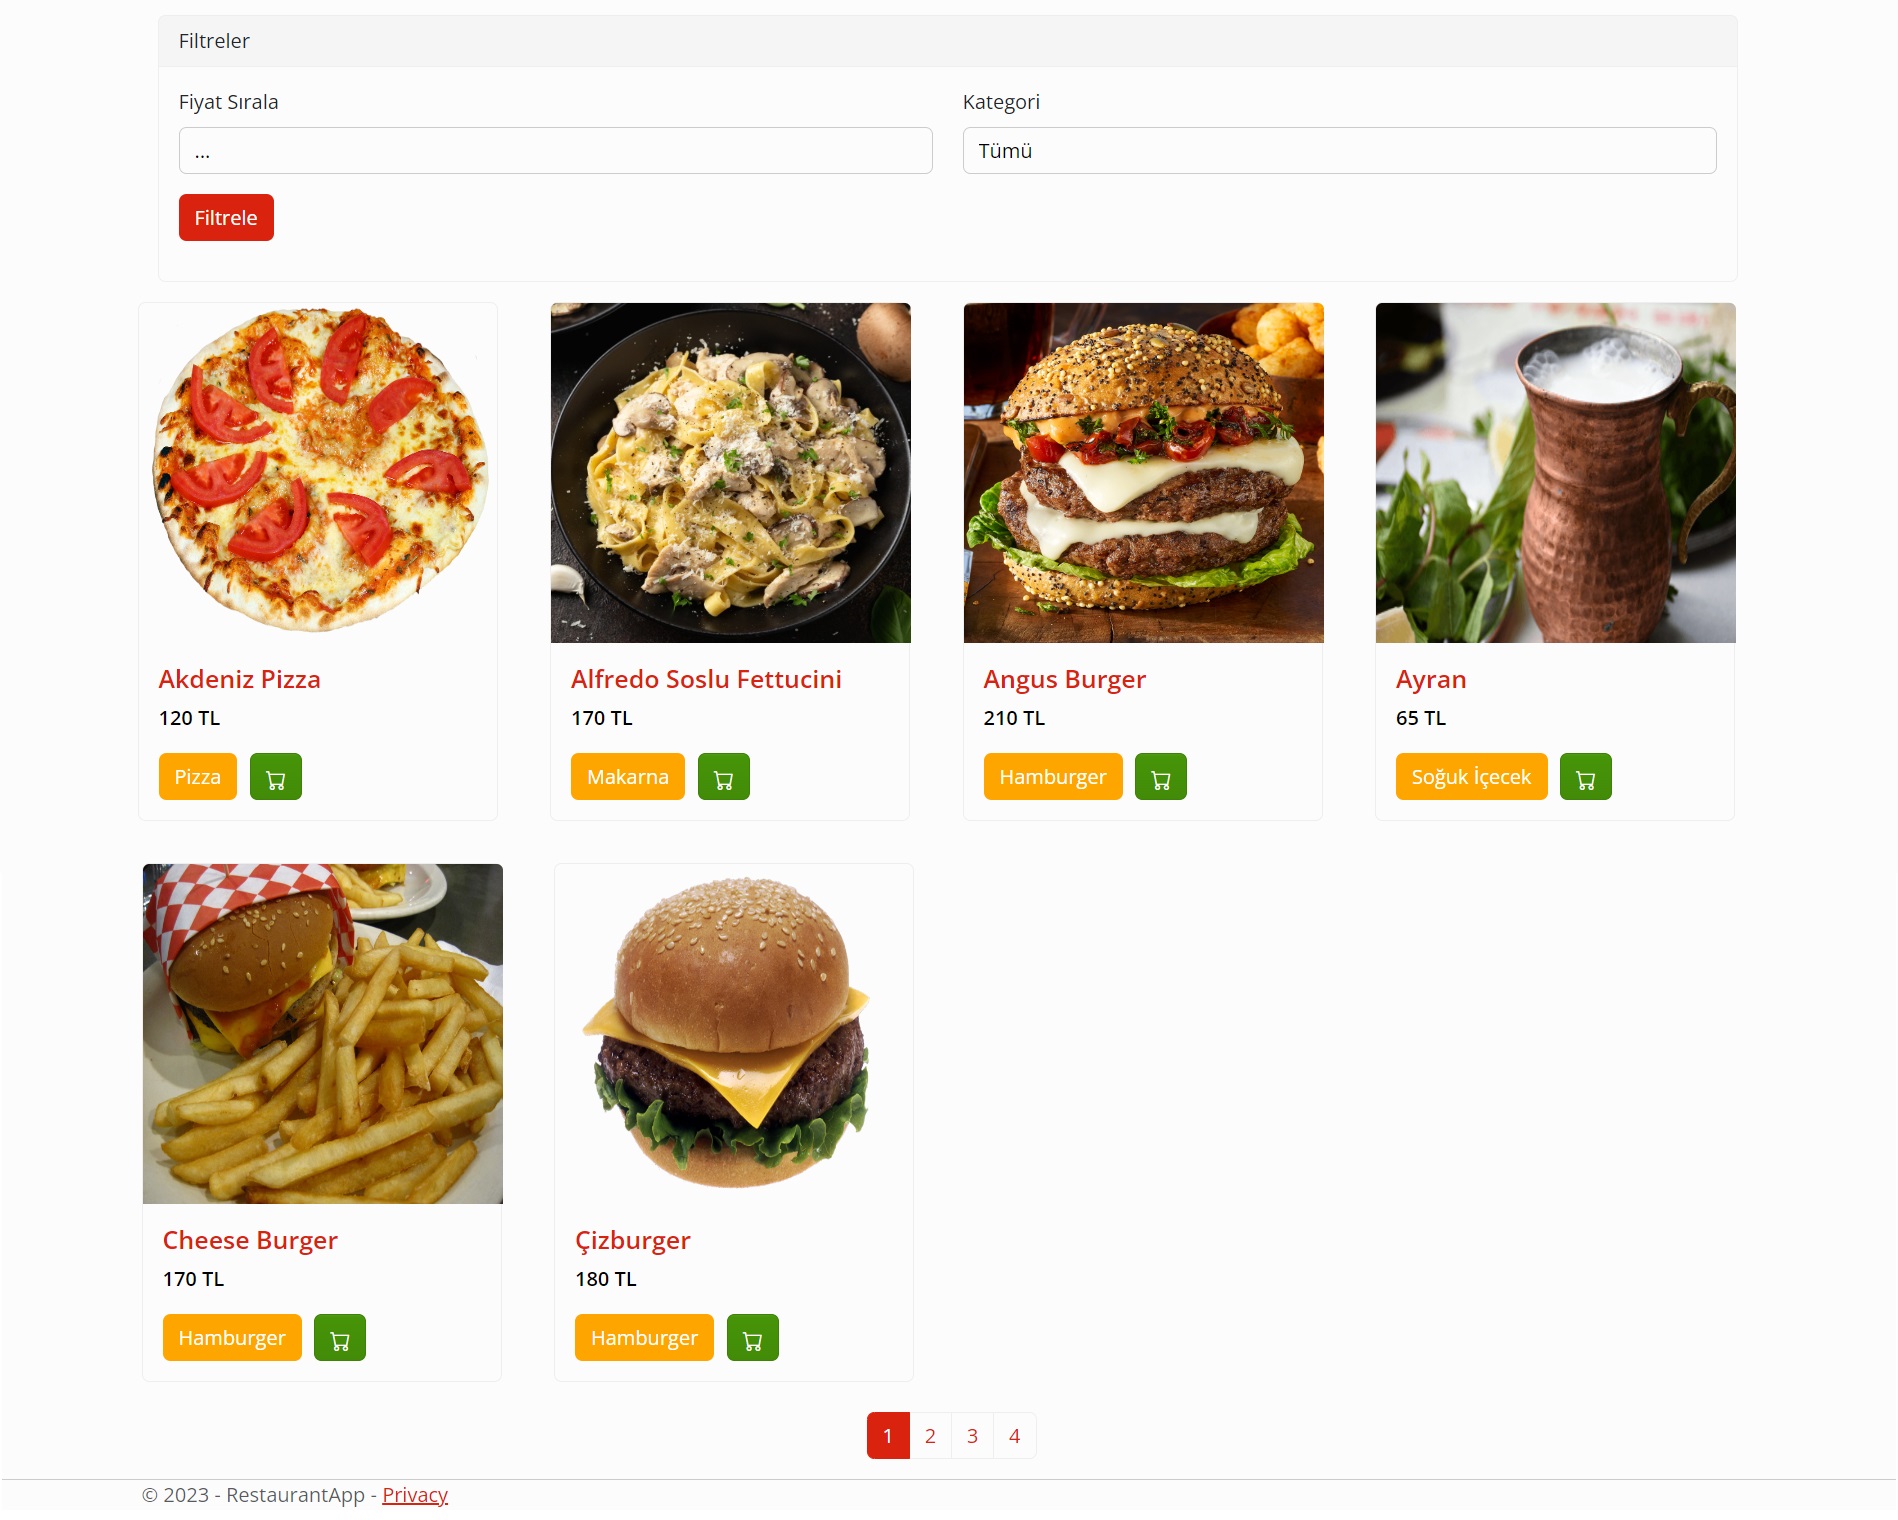 Filtreler
Fiyat Sırala
Kategori
...
Tümü
Filtrele
Akdeniz Pizza
120 TL
Pizza
Alfredo Soslu Fettucini
170 TL
Makarna
Angus Burger
210 TL
Hamburger
Ayran
65 TL
Soğuk İçecek
Cheese Burger
170 TL
Hamburger
Çizburger
180 TL
Hamburger
1 2 3 4
© 2023 - RestaurantApp - Privacy